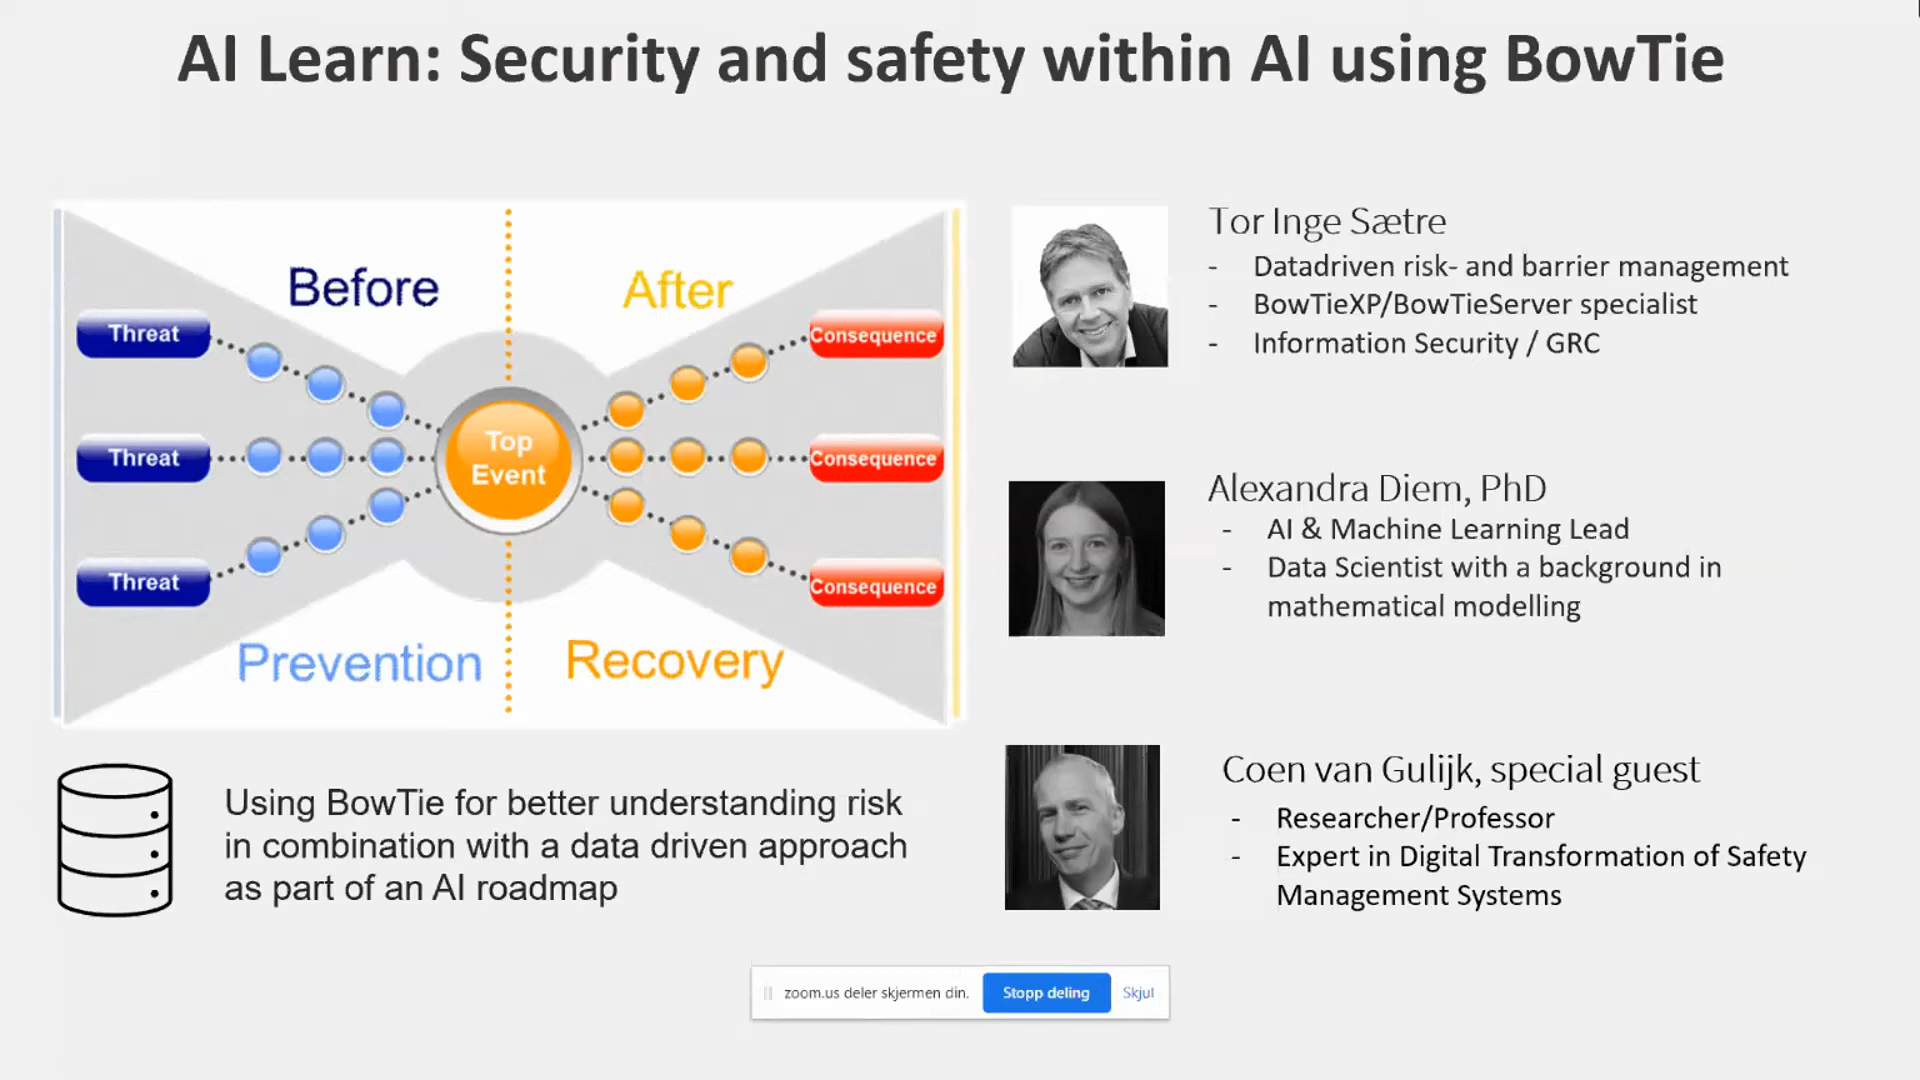 AI Learn: Security and safety within AI using BowTie
Before
After
Threat
Consequence
Threat
Top
Event
Consequence
Threat
Consequence
Prevention
Recovery
Using BowTie for better understanding risk
in combination with a data driven approach
as part of an AI roadmap
Tor Inge Sætre
- Datadriven risk- and barrier management
- BowTieXP/BowTieServer specialist
- Information Security / GRC
Alexandra Diem, PhD
- AI & Machine Learning Lead
- Data Scientist with a background in
mathematical modelling
Coen van Gulijk, special guest
- Researcher/Professor
- Expert in Digital Transformation of Safety
Management Systems
zoom.us deler skjermen din. Stopp deling Skjul